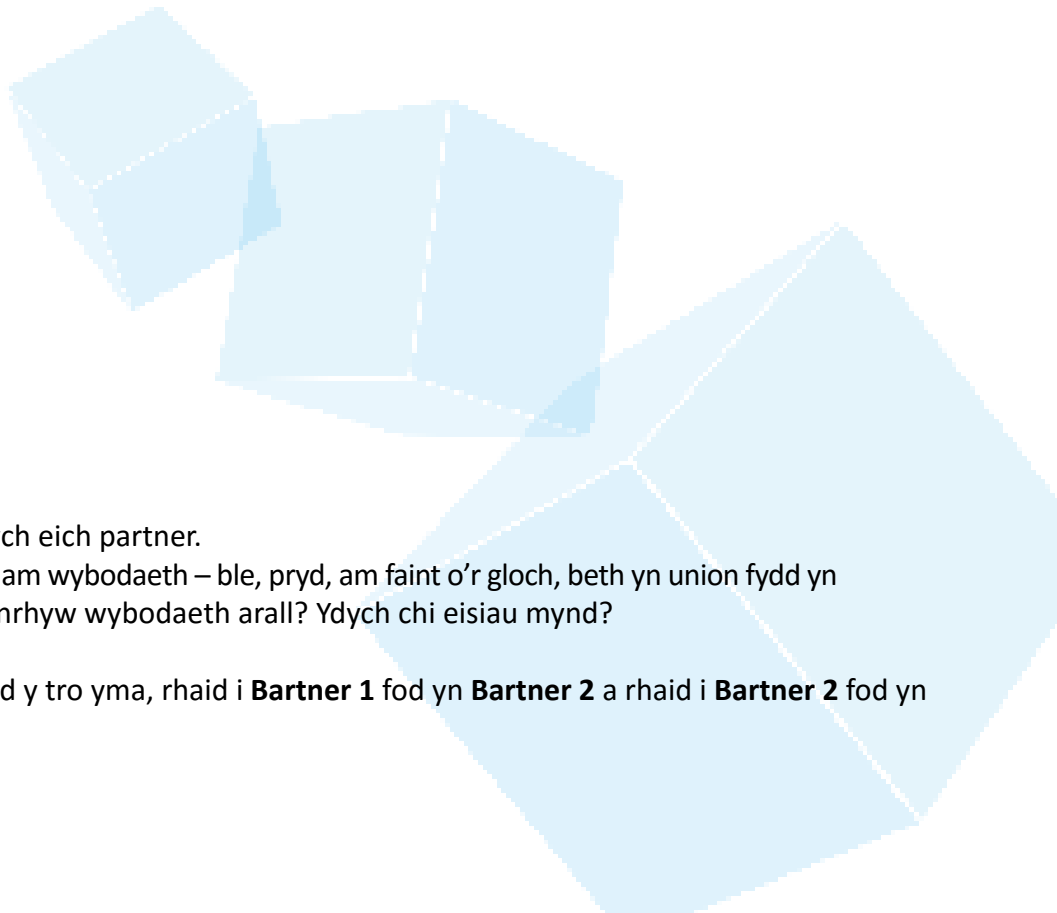 ch eich partner.
am wybodaeth – ble, pryd, am faint o'r gloch, beth yn union fydd yn
nrhyw wybodaeth arall? Ydych chi eisiau mynd?
d y tro yma, rhaid i Bartner 1 fod yn Bartner 2 a rhaid i Bartner 2 fod yn